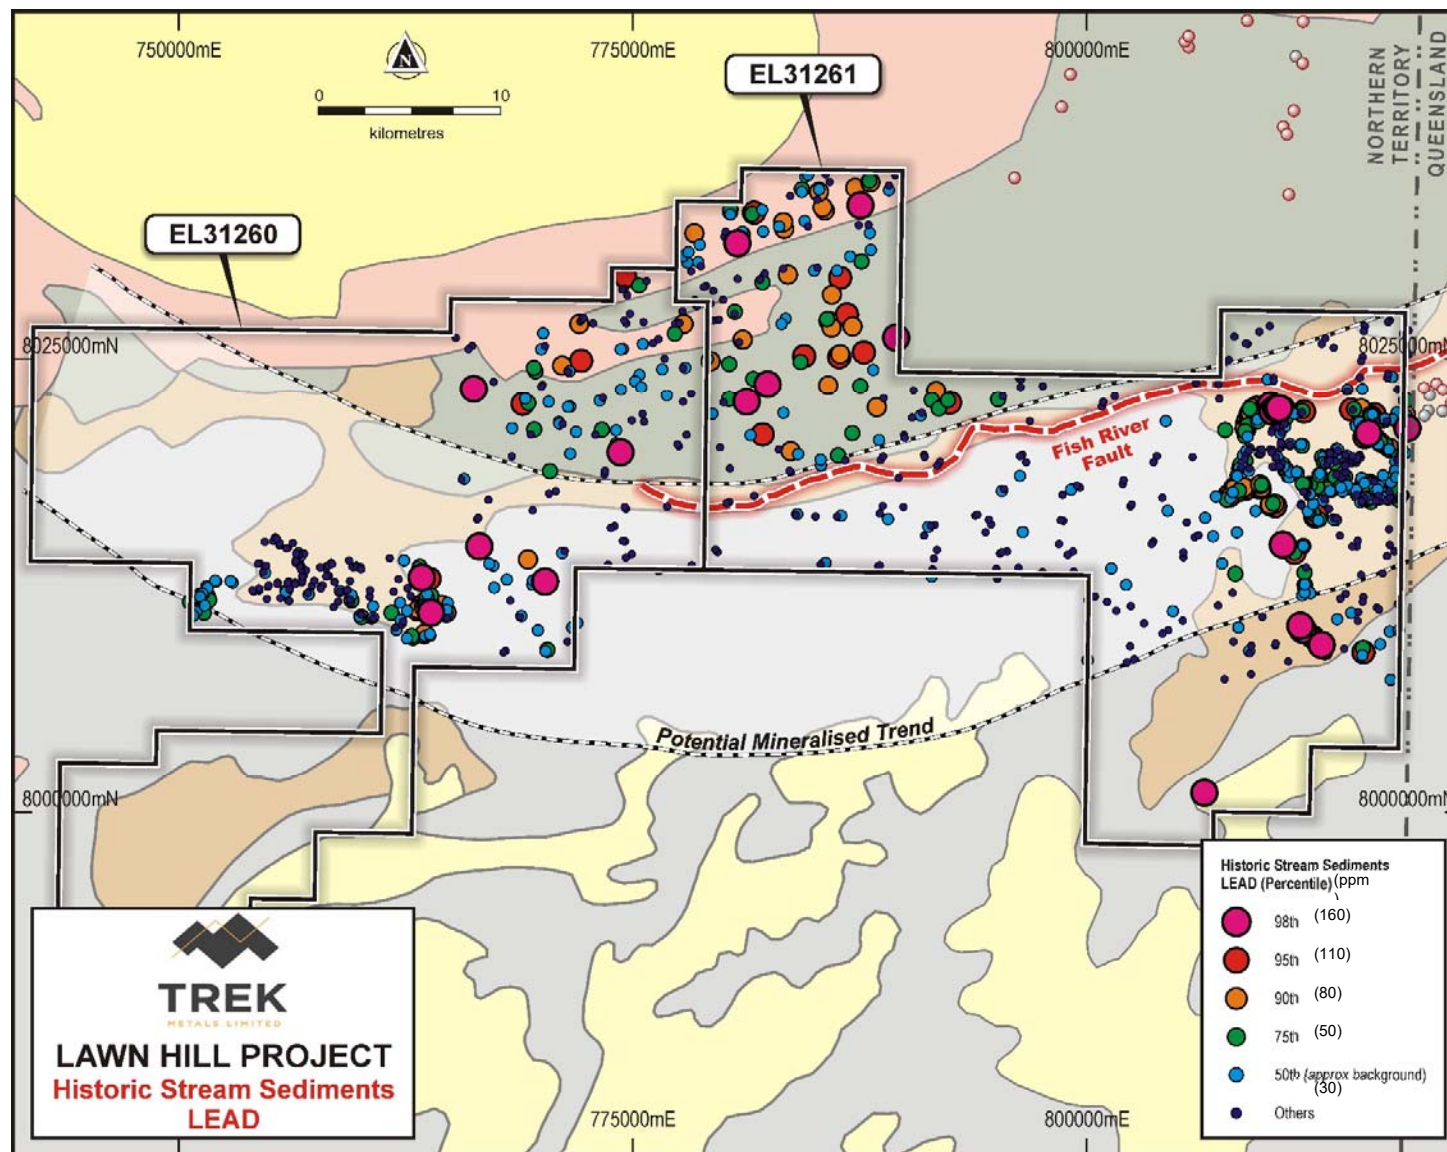 750000mE
775000mE
800000mE
N
0
10
kilometres
EL31261
EL31260
NORTHERN
TERRITORY
QUEENSLAND
8025000mN
8025000mN
Fish River
Fault
Potential Mineralised Trend
8000000mN
8000000mN
TREK
METALS LIMITED
LAWN HILL PROJECT
Historic Stream Sediments
LEAD
775000mE
800000mE
Historic Stream Sediments
LEAD (Percentile) (ppm
)
98th (160)
95th (110)
90th (80)
75th (50)
50th (approx background)
(30)
Others